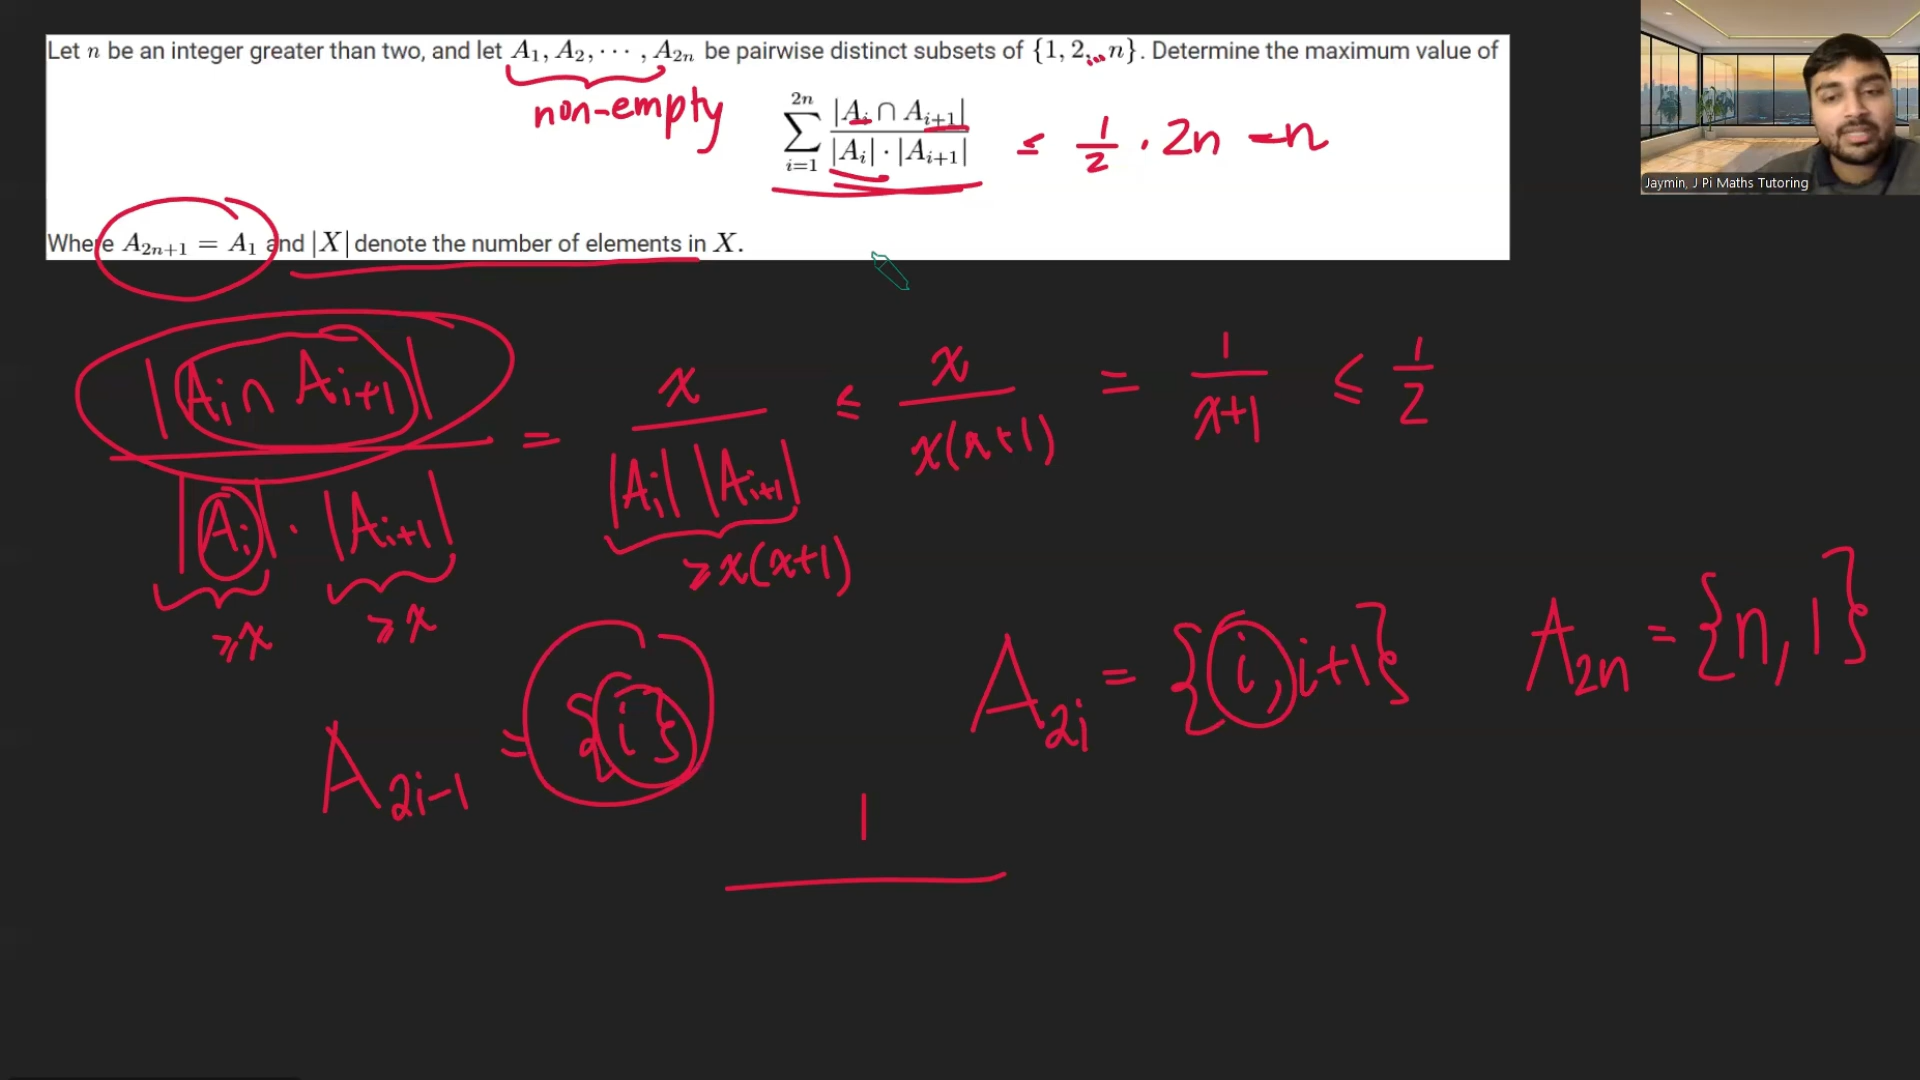 Let n be an integer greater than two, and let A₁, A₂, ··· , A₂ₙ be pairwise distinct subsets of {1, 2,... n}. Determine the maximum value of
non-empty
∑_{i=1}^{2n} |Aᵢ ∩ Aᵢ₊₁| / |Aᵢ| · |Aᵢ₊₁| ≤ 1/2 · 2n = n
Where A₂ₙ₊₁ = A₁ and |X| denote the number of elements in X.
Jaymin, J Pi Maths Tutoring
|Aᵢ ∩ Aᵢ₊₁| / |Aᵢ| · |Aᵢ₊₁| = x / |Aᵢ| |Aᵢ₊₁| ≤ x / x(x+1) = 1 / x+1 ≤ 1/2
≥x ≥x ≥x(x+1)
A₂ᵢ₋₁ = {i} A₂ᵢ = {i, i+1} A₂ₙ = {n, 1}
1